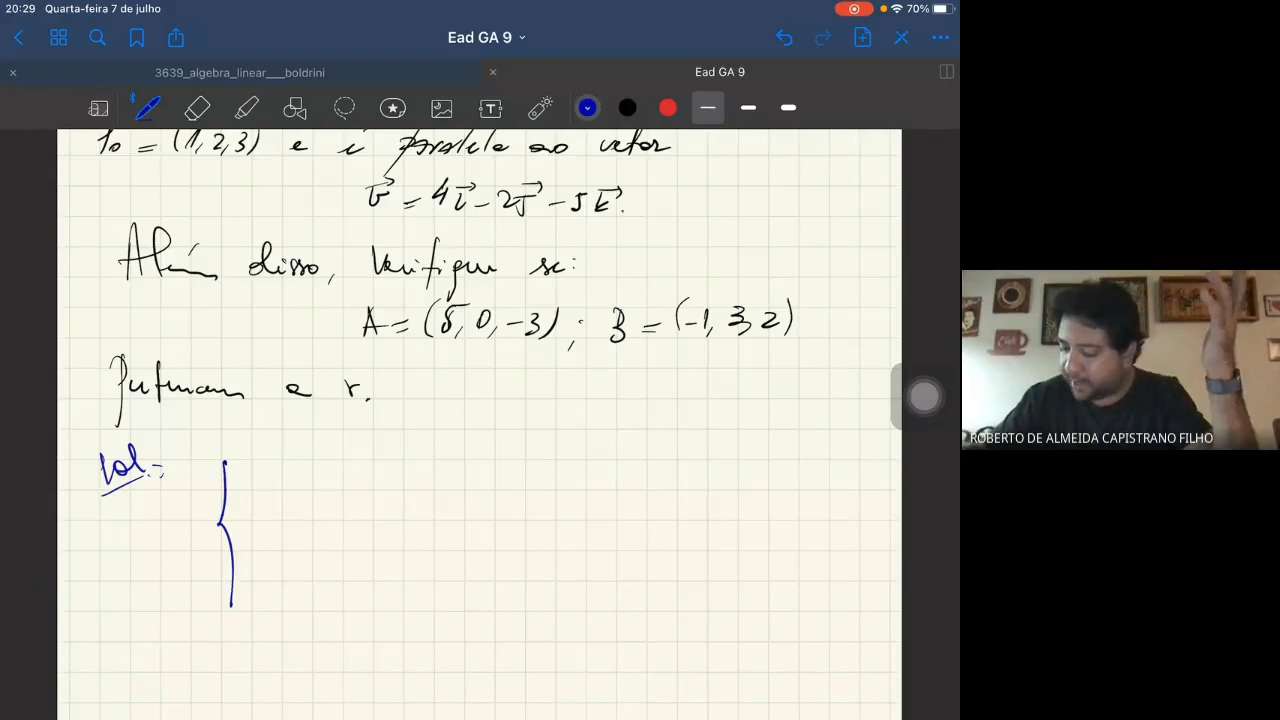 20:29 Quarta-feira 7 de julho
70%
Ead GA 9
3639_algebra_linear___boldrini
Ead GA 9
P0 = (1, 2, 3) e é paralela ao vetor
v = 4i - 2j - 5k.
Além disso, verifique se:
A = (5, 0, -3) ; B = (-1, 3, 2)
Pertencem a r.
Sol.:
ROBERTO DE ALMEIDA CAPISTRANO FILHO